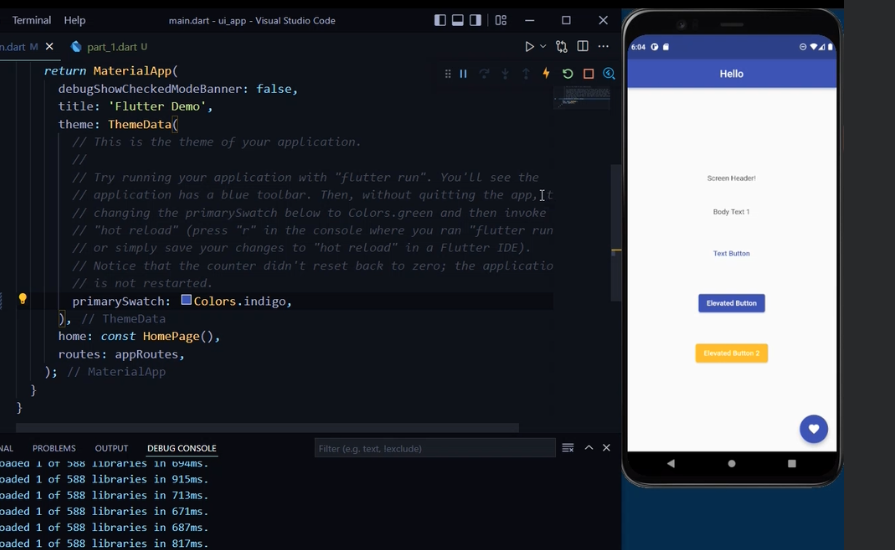 Terminal Help main.dart - ui_app - Visual Studio Code
n.dart M part_1.dart U
return MaterialApp(
debugShowCheckedModeBanner: false,
title: 'Flutter Demo',
theme: ThemeData(
// This is the theme of your application.
//
// Try running your application with "flutter run". You'll see the
// application has a blue toolbar. Then, without quitting the app, t
// changing the primarySwatch below to Colors.green and then invoke
// "hot reload" (press "r" in the console where you ran "flutter run
// or simply save your changes to "hot reload" in a Flutter IDE).
// Notice that the counter didn't reset back to zero; the applicatio
// is not restarted.
primarySwatch: Colors.indigo,
), // ThemeData
home: const HomePage(),
routes: appRoutes,
); // MaterialApp
}
}
NAL PROBLEMS OUTPUT DEBUG CONSOLE Filter (e.g. text, !exclude)
oaded 1 of 588 libraries in 694ms.
oaded 1 of 588 libraries in 915ms.
oaded 1 of 588 libraries in 713ms.
oaded 1 of 588 libraries in 671ms.
oaded 1 of 588 libraries in 643ms.
oaded 1 of 588 libraries in 687ms.
oaded 1 of 588 libraries in 817ms.
6:04
Hello
Screen Header!
Body Text 1
Text Button
Elevated Button
Elevated Button 2